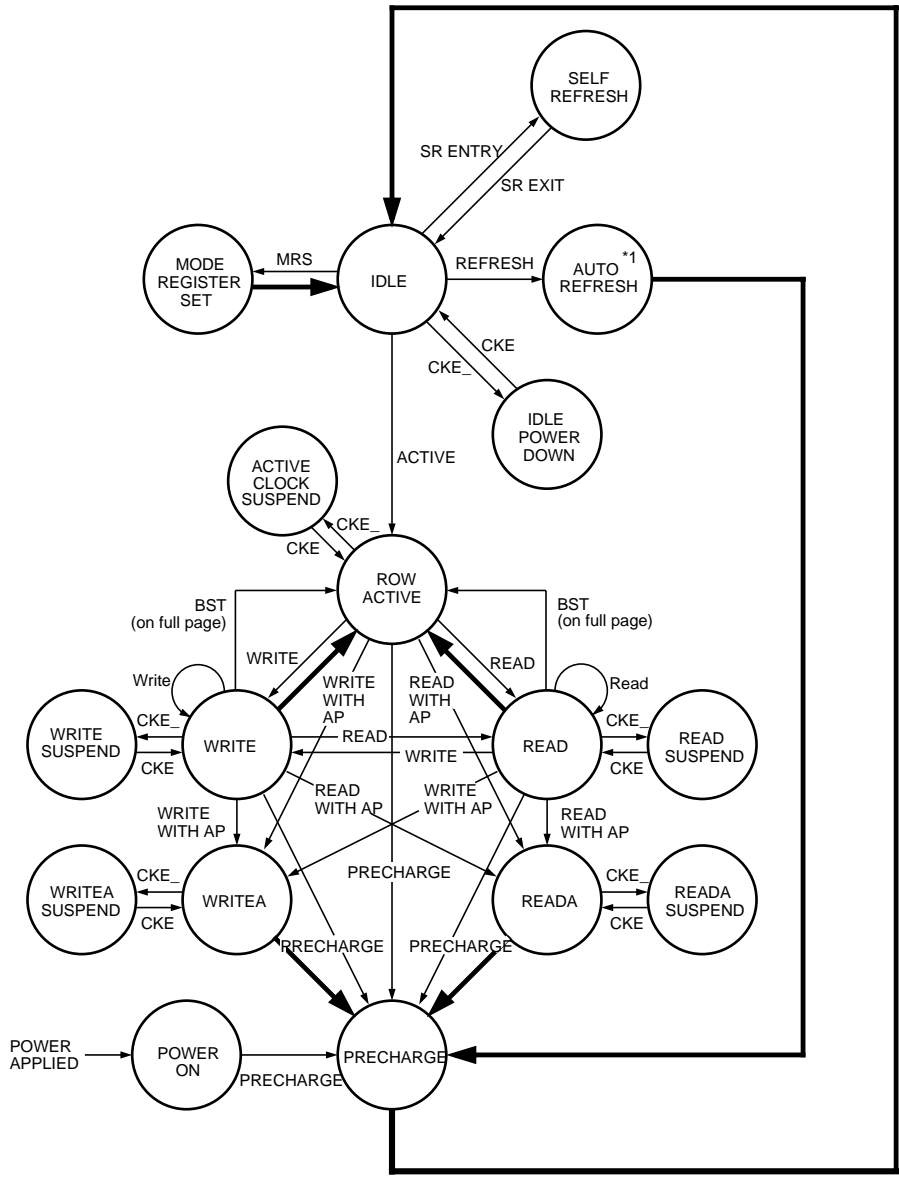 SELF
REFRESH
SR ENTRY
SR EXIT
MODE
REGISTER
SET
MRS
IDLE
REFRESH
AUTO *1
REFRESH
CKE
CKE_
IDLE
POWER
DOWN
ACTIVE
ACTIVE
CLOCK
SUSPEND
CKE_
CKE
ROW
ACTIVE
BST
(on full page)
BST
(on full page)
WRITE
READ
Write
WRITE
WITH
AP
READ
WITH
AP
Read
WRITE
SUSPEND
CKE_
CKE
WRITE
READ
WRITE
READ
CKE_
CKE
READ
SUSPEND
WRITE
WITH AP
READ
WITH AP
WRITE
WITH AP
READ
WITH AP
WRITEA
SUSPEND
CKE_
CKE
WRITEA
PRECHARGE
READA
CKE_
CKE
READA
SUSPEND
PRECHARGE
PRECHARGE
POWER
APPLIED
POWER
ON
PRECHARGE
PRECHARGE